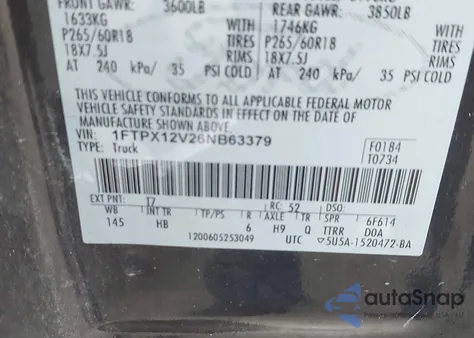 FRONT GAWR: 3600LB REAR GAWR: 3850LB
1633KG 1746KG
P265/60R18 TIRES P265/60R18 TIRES
18X7.5J RIMS 18X7.5J RIMS
AT 240 kPa/ 35 PSI COLD AT 240 kPa/ 35 PSI COLD
THIS VEHICLE CONFORMS TO ALL APPLICABLE FEDERAL MOTOR
VEHICLE SAFETY STANDARDS IN EFFECT ON THE DATE OF
MANUFACTURE SHOWN ABOVE.
VIN: 1FTPX12V26NB63379 F0184
TYPE: Truck T0734
EXT PNT: 17 RC: 52 DSO:
WB INT TR TP/PS R AXLE TR SPR 6F614
145 HB 6 H9 Q TTRR D0A
1200605253049 UTC 5U5A-1520472-BA
autoSnap